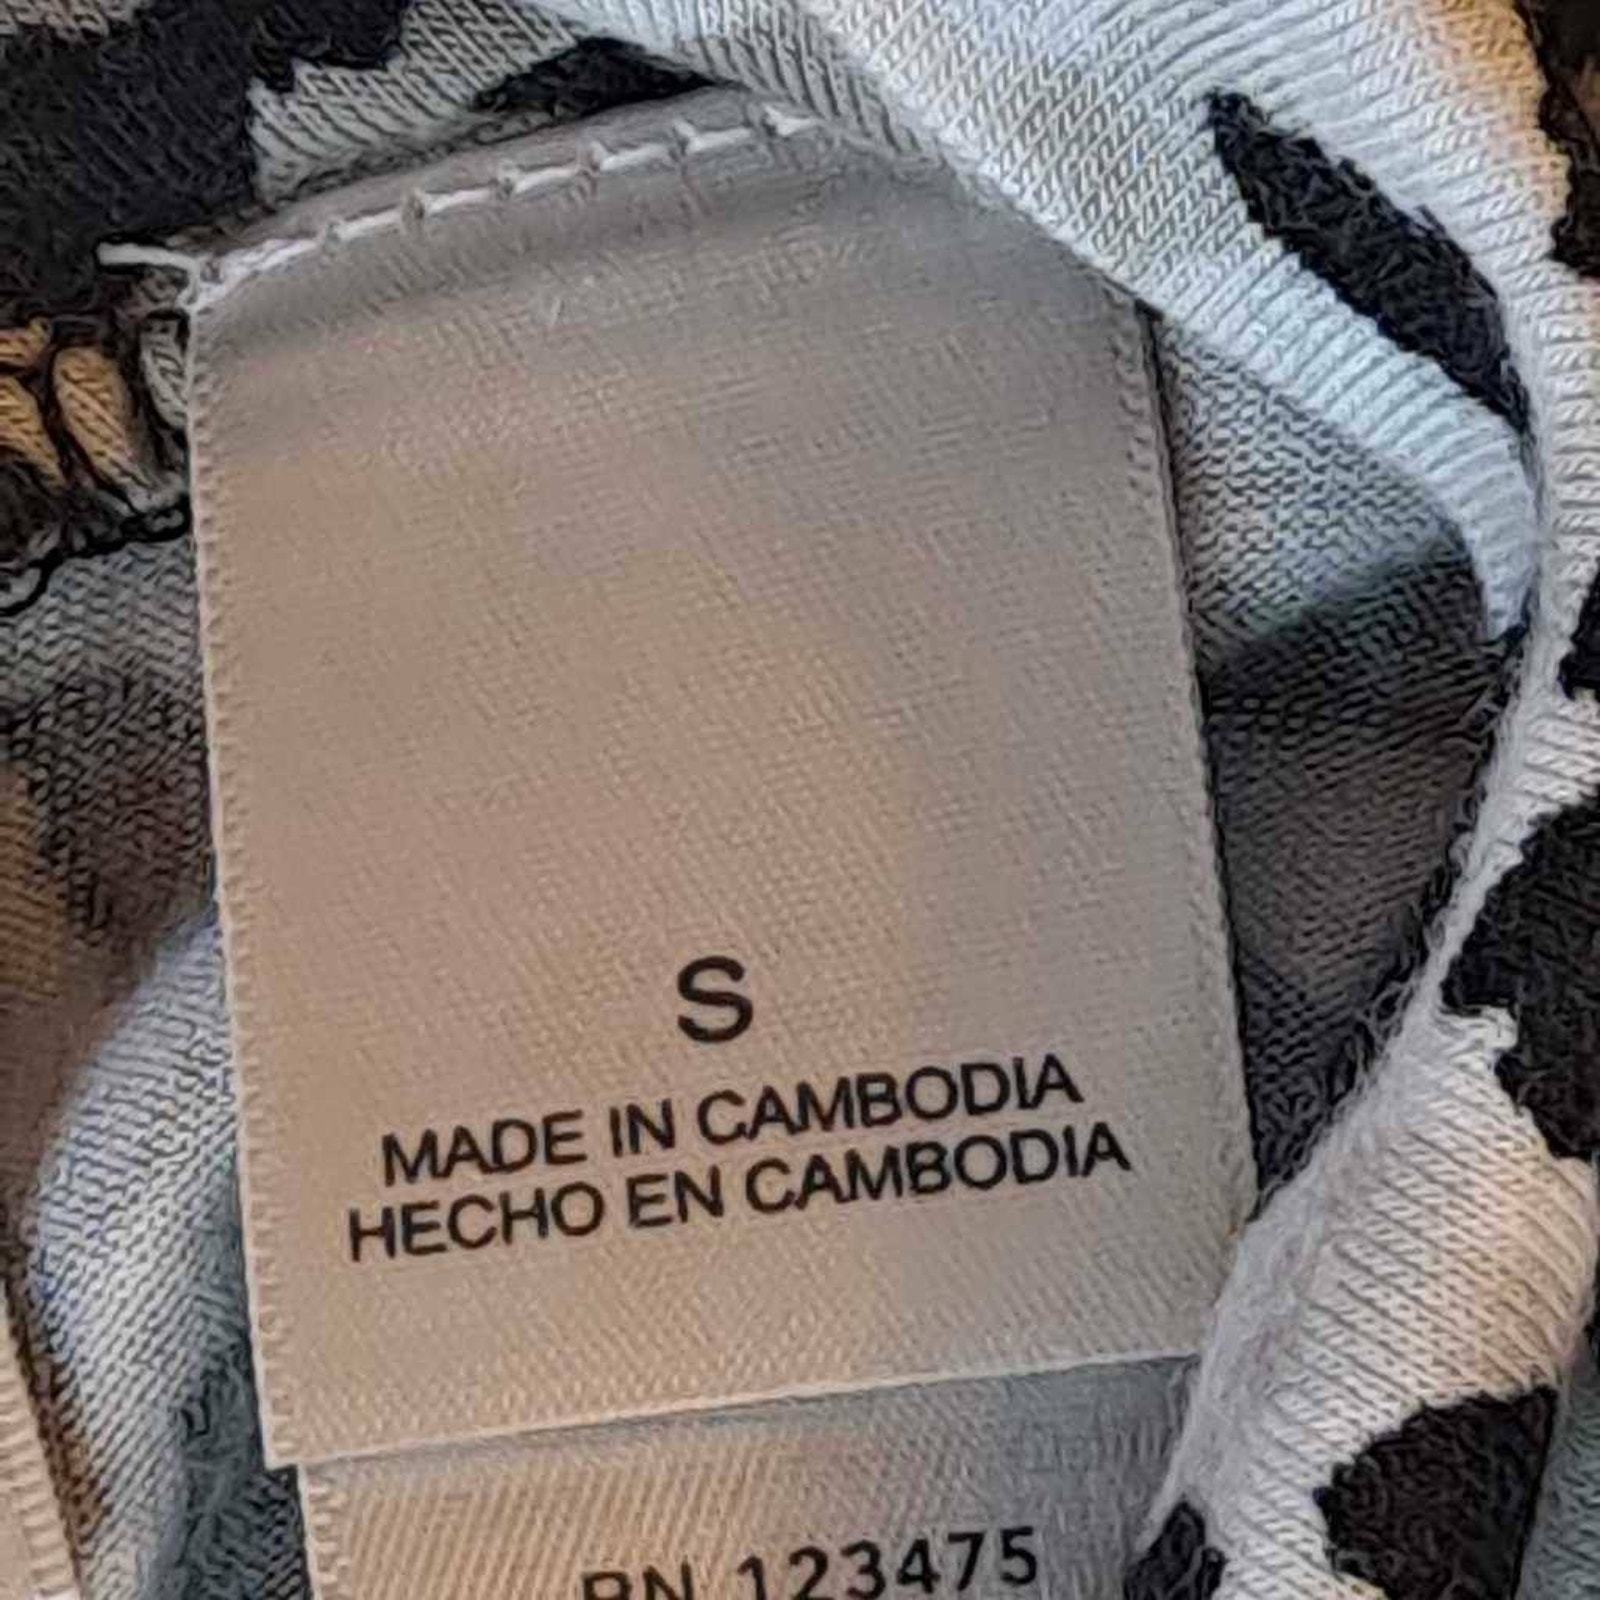 S
MADE IN CAMBODIA
HECHO EN CAMBODIA
RN 123475